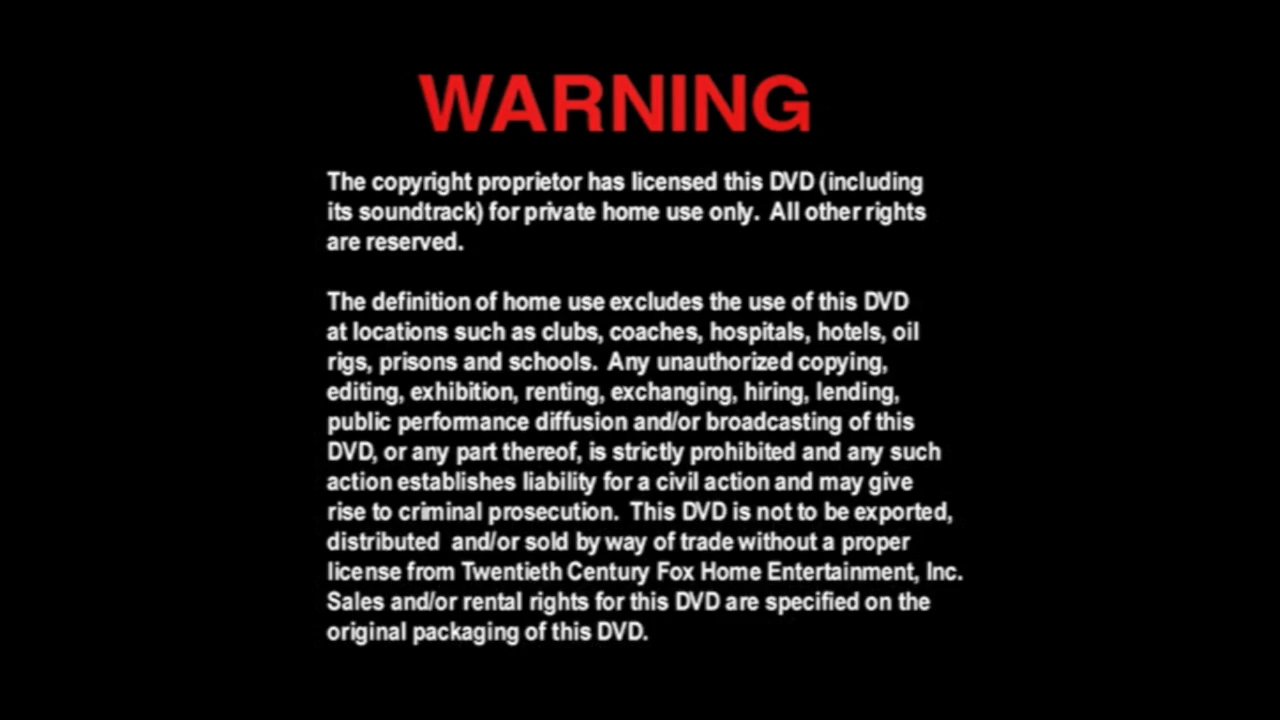 WARNING
The copyright proprietor has licensed this DVD (including
its soundtrack) for private home use only. All other rights
are reserved.
The definition of home use excludes the use of this DVD
at locations such as clubs, coaches, hospitals, hotels, oil
rigs, prisons and schools. Any unauthorized copying,
editing, exhibition, renting, exchanging, hiring, lending,
public performance diffusion and/or broadcasting of this
DVD, or any part thereof, is strictly prohibited and any such
action establishes liability for a civil action and may give
rise to criminal prosecution. This DVD is not to be exported,
distributed and/or sold by way of trade without a proper
license from Twentieth Century Fox Home Entertainment, Inc.
Sales and/or rental rights for this DVD are specified on the
original packaging of this DVD.